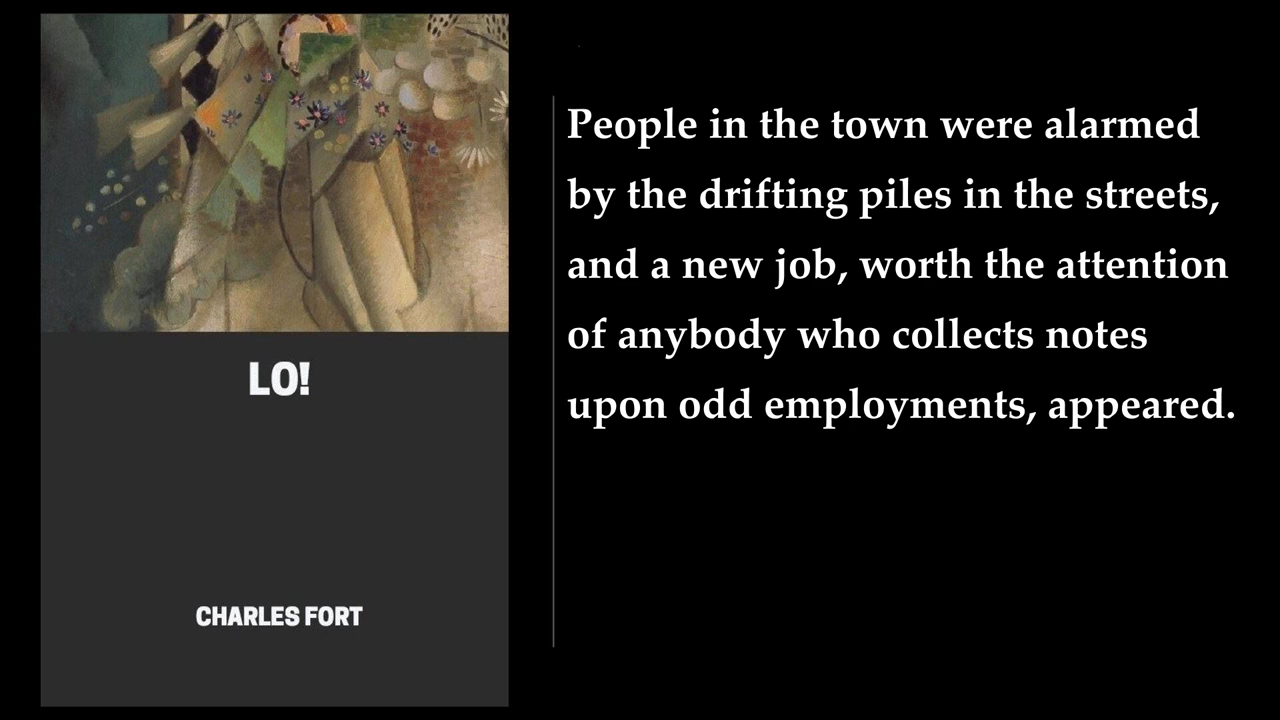 LO!
CHARLES FORT
People in the town were alarmed
by the drifting piles in the streets,
and a new job, worth the attention
of anybody who collects notes
upon odd employments, appeared.